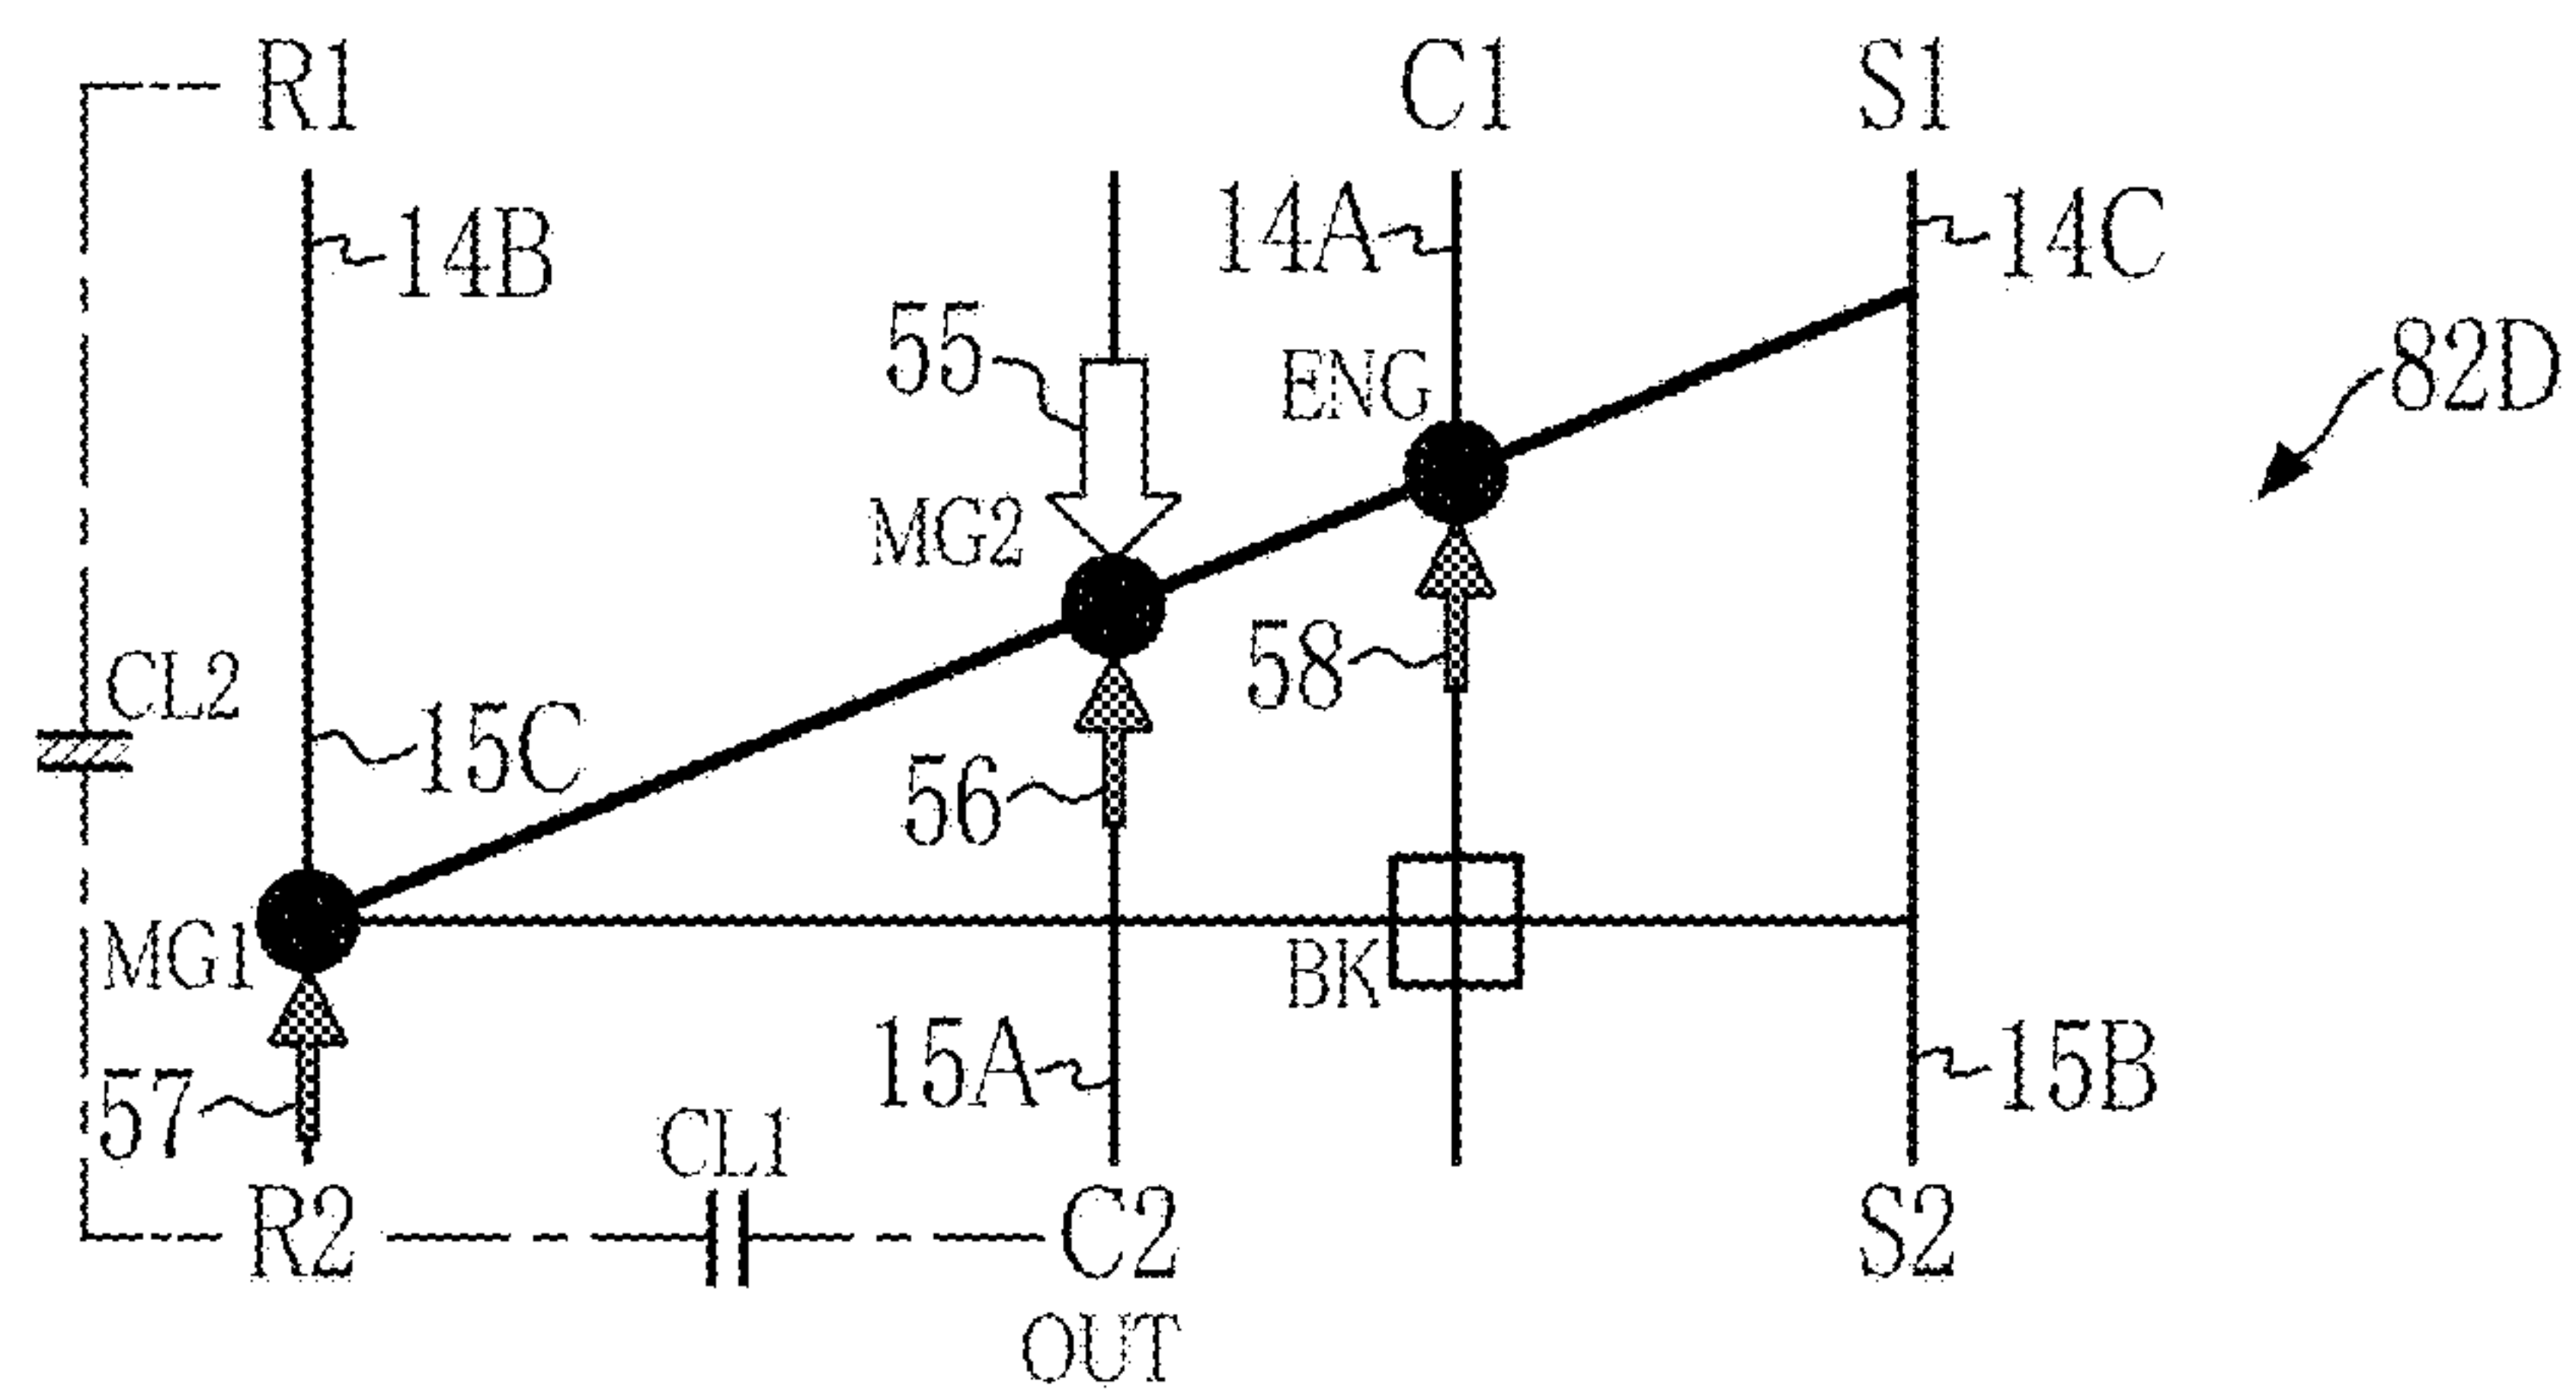 R1 C1 S1
14B 14A 14C
55 ENG 82D
MG2
CL2 15C 56 58
MG1 BK
57 15A 15B
CL1
R2 C2 S2
OUT